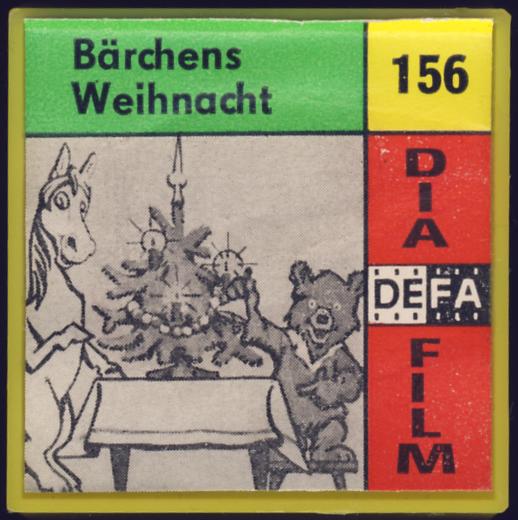 Bärchens
Weihnacht
156
DIA
DEFA
FILM